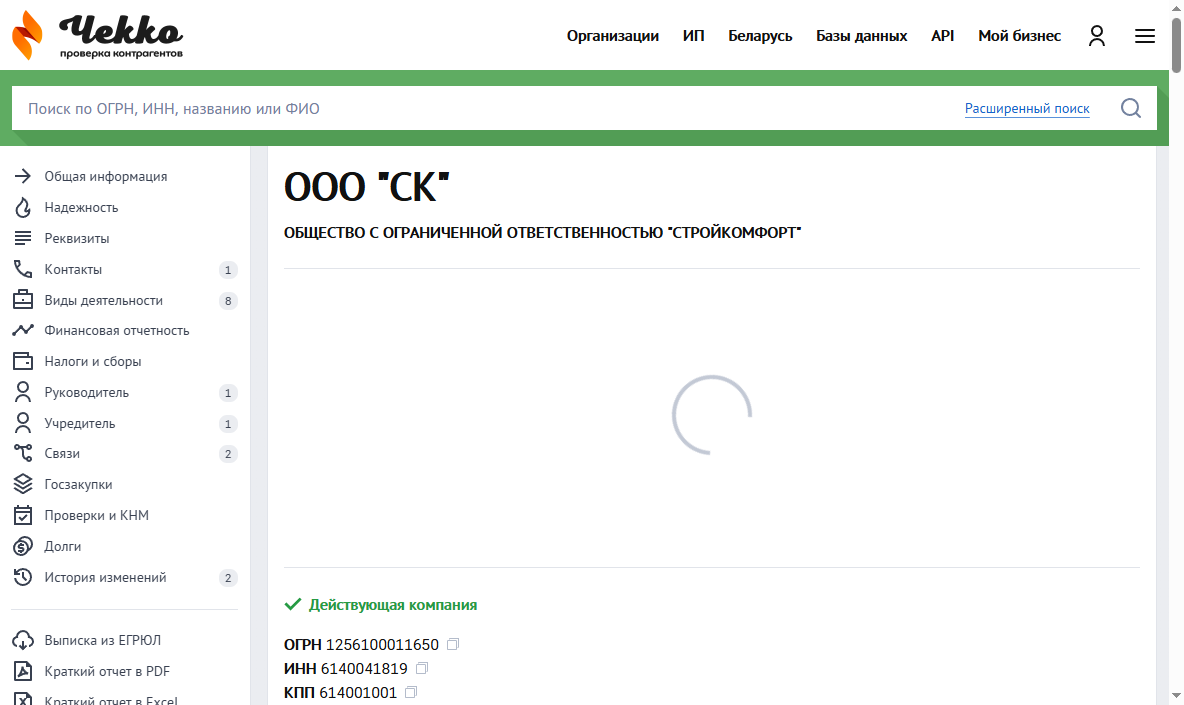 Чекко
проверка контрагентов
Организации ИП Беларусь Базы данных API Мой бизнес
Поиск по ОГРН, ИНН, названию или ФИО Расширенный поиск
Общая информация
Надежность
Реквизиты
Контакты 1
Виды деятельности 8
Финансовая отчетность
Налоги и сборы
Руководитель 1
Учредитель 1
Связи 2
Госзакупки
Проверки и КНМ
Долги
История изменений 2
Выписка из ЕГРЮЛ
Краткий отчет в PDF
Краткий отчет в Excel
ООО "СК"
ОБЩЕСТВО С ОГРАНИЧЕННОЙ ОТВЕТСТВЕННОСТЬЮ "СТРОЙКОМФОРТ"
Действующая компания
ОГРН 1256100011650
ИНН 6140041819
КПП 614001001